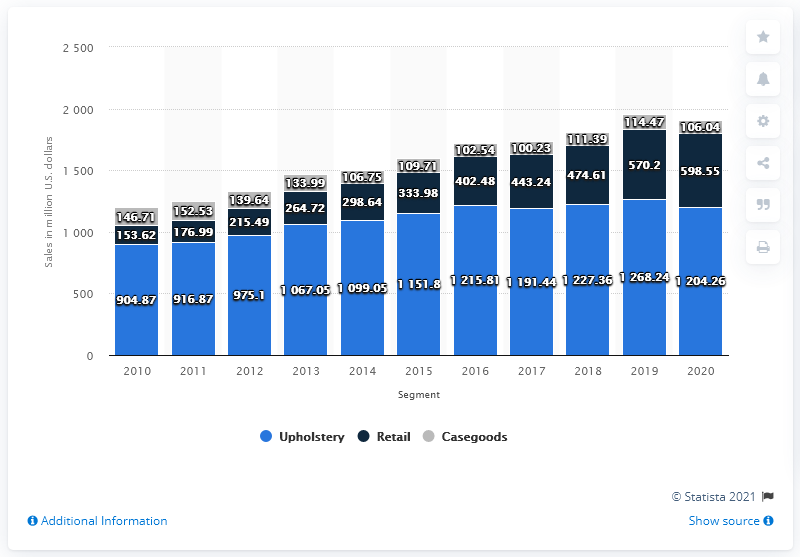 2 500
2 000
1 500
1 000
500
0
Sales in million U.S. dollars
146.71 152.53 139.64 133.99 106.75 109.71 102.54 100.23 111.39 114.47 106.04
153.62 176.99 215.49 264.72 298.64 333.98 402.48 443.24 474.61 570.2 598.55
904.87 916.87 975.1 1 067.05 1 099.05 1 151.8 1 215.81 1 191.44 1 227.36 1 268.24 1 204.26
2010 2011 2012 2013 2014 2015 2016 2017 2018 2019 2020
Segment
Upholstery Retail Casegoods
© Statista 2021
Additional Information Show source